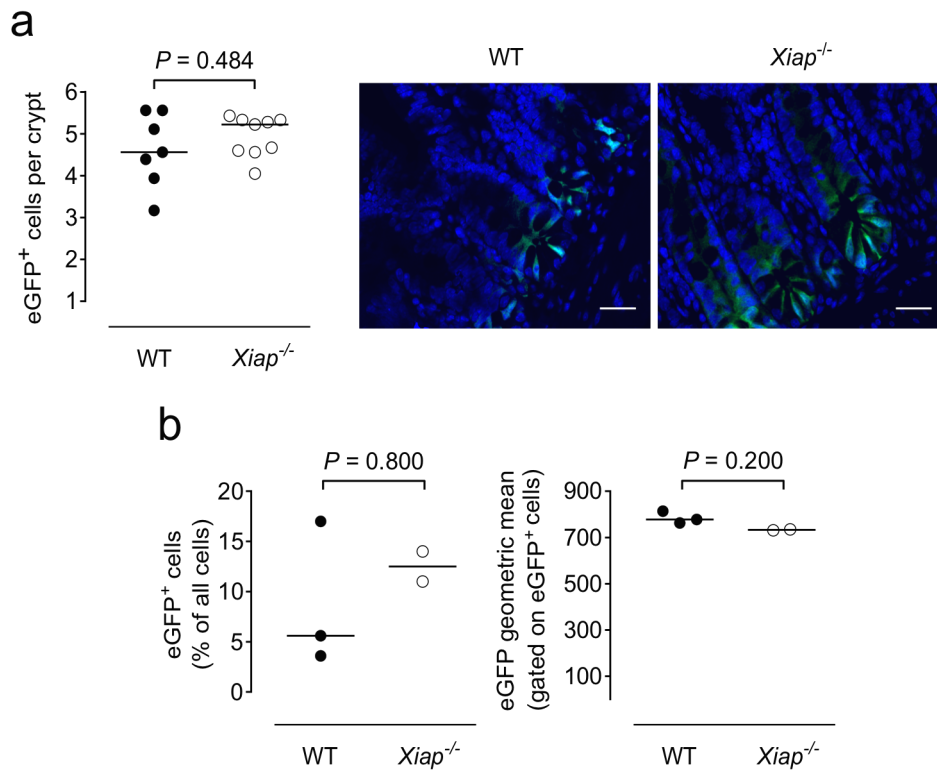 a
P = 0.484
WT
Xiap-/-
eGFP+ cells per crypt
6
5
4
3
2
1
WT
Xiap-/-
b
P = 0.800
eGFP+ cells
(% of all cells)
20
15
10
5
0
WT
Xiap-/-
P = 0.200
eGFP geometric mean
(gated on eGFP+ cells)
900
700
500
300
100
WT
Xiap-/-